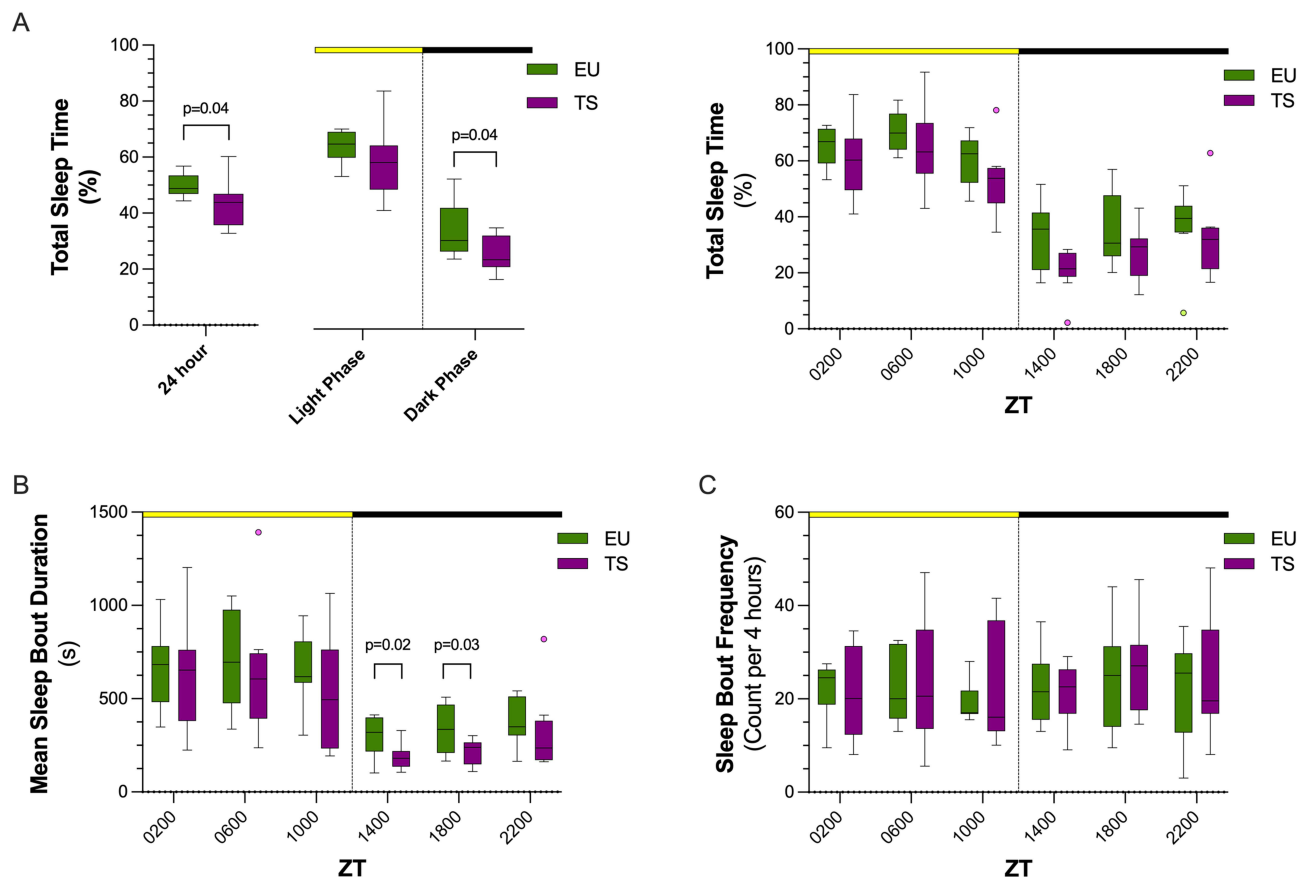 A
Total Sleep Time
(%)
100
80
60
40
20
0
p=0.04
p=0.04
EU
TS
24 hour
Light Phase
Dark Phase
Total Sleep Time
(%)
100
80
60
40
20
0
EU
TS
0200
0600
1000
1400
1800
2200
ZT
B
Mean Sleep Bout Duration
(s)
1500
1000
500
0
p=0.02
p=0.03
EU
TS
0200
0600
1000
1400
1800
2200
ZT
C
Sleep Bout Frequency
(Count per 4 hours)
60
40
20
0
EU
TS
0200
0600
1000
1400
1800
2200
ZT